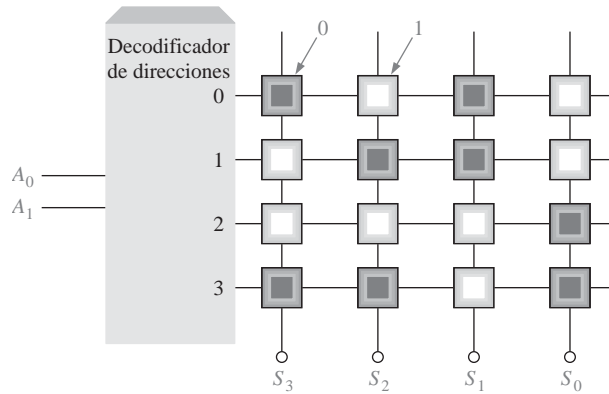 0 1
Decodificador
de direcciones
0
1
A0
A1
2
3
S3 S2 S1 S0